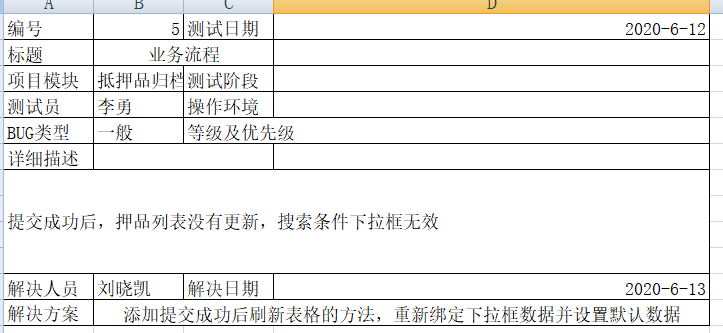 A B C D
编号 5 测试日期 2020-6-12
标题 业务流程
项目模块 抵押品归档 测试阶段
测试员 李勇 操作环境
BUG类型 一般 等级及优先级
详细描述
提交成功后，押品列表没有更新，搜索条件下拉框无效
解决人员 刘晓凯 解决日期 2020-6-13
解决方案 添加提交成功后刷新表格的方法，重新绑定下拉框数据并设置默认数据